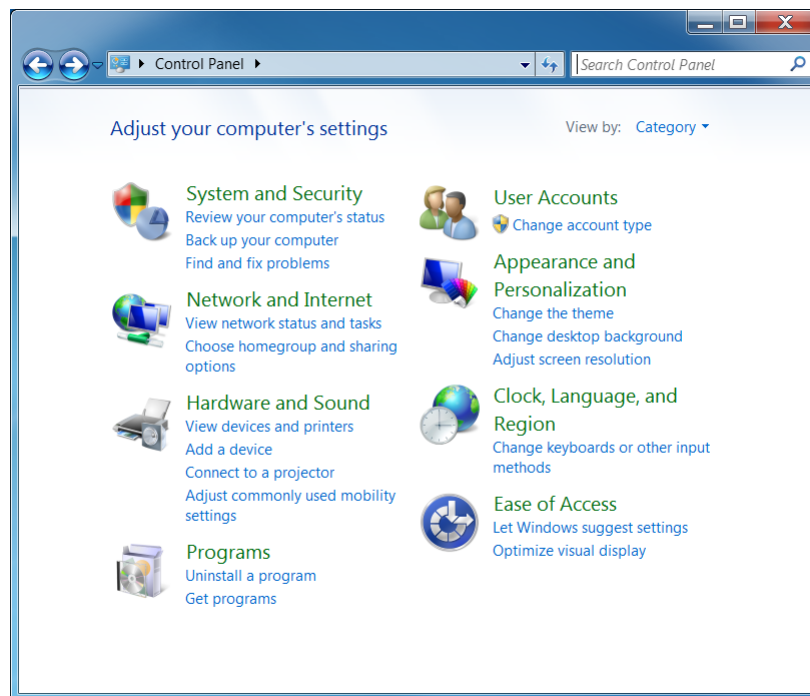 Control Panel
Search Control Panel
Adjust your computer's settings
View by: Category
System and Security
Review your computer's status
Back up your computer
Find and fix problems
Network and Internet
View network status and tasks
Choose homegroup and sharing
options
Hardware and Sound
View devices and printers
Add a device
Connect to a projector
Adjust commonly used mobility
settings
Programs
Uninstall a program
Get programs
User Accounts
Change account type
Appearance and
Personalization
Change the theme
Change desktop background
Adjust screen resolution
Clock, Language, and
Region
Change keyboards or other input
methods
Ease of Access
Let Windows suggest settings
Optimize visual display